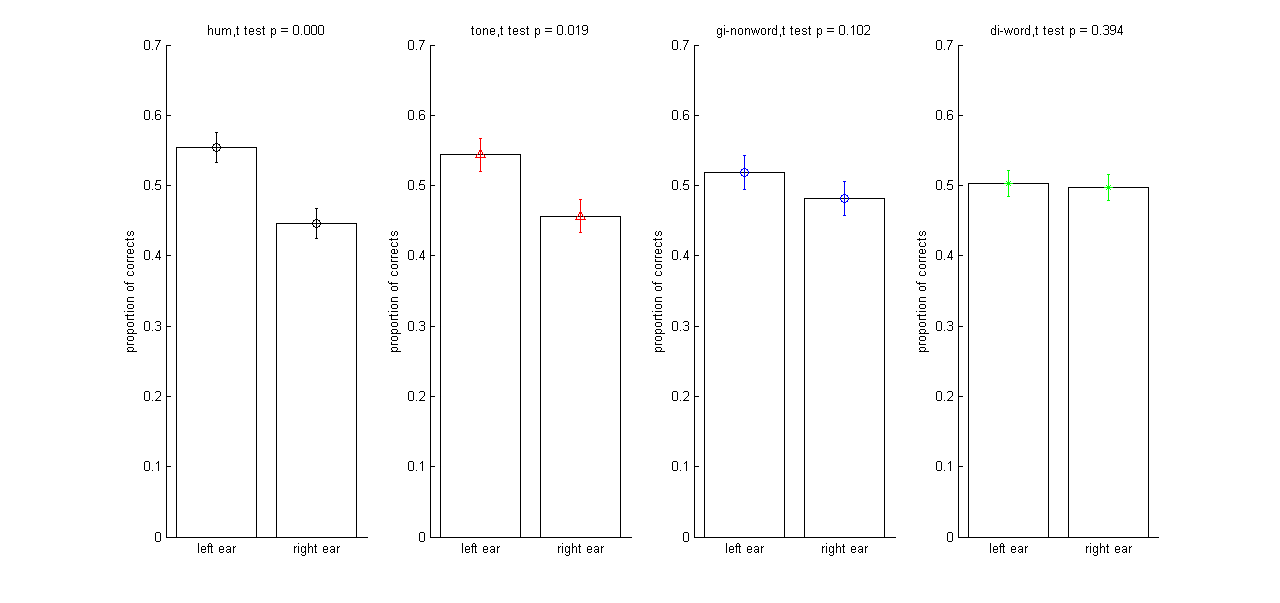 hum,t test p = 0.000
0.7
0.6
0.5
0.4
0.3
0.2
0.1
0
proportion of corrects
left ear
right ear
tone,t test p = 0.019
0.7
0.6
0.5
0.4
0.3
0.2
0.1
0
proportion of corrects
left ear
right ear
gi-nonword,t test p = 0.102
0.7
0.6
0.5
0.4
0.3
0.2
0.1
0
proportion of corrects
left ear
right ear
di-word,t test p = 0.394
0.7
0.6
0.5
0.4
0.3
0.2
0.1
0
proportion of corrects
left ear
right ear